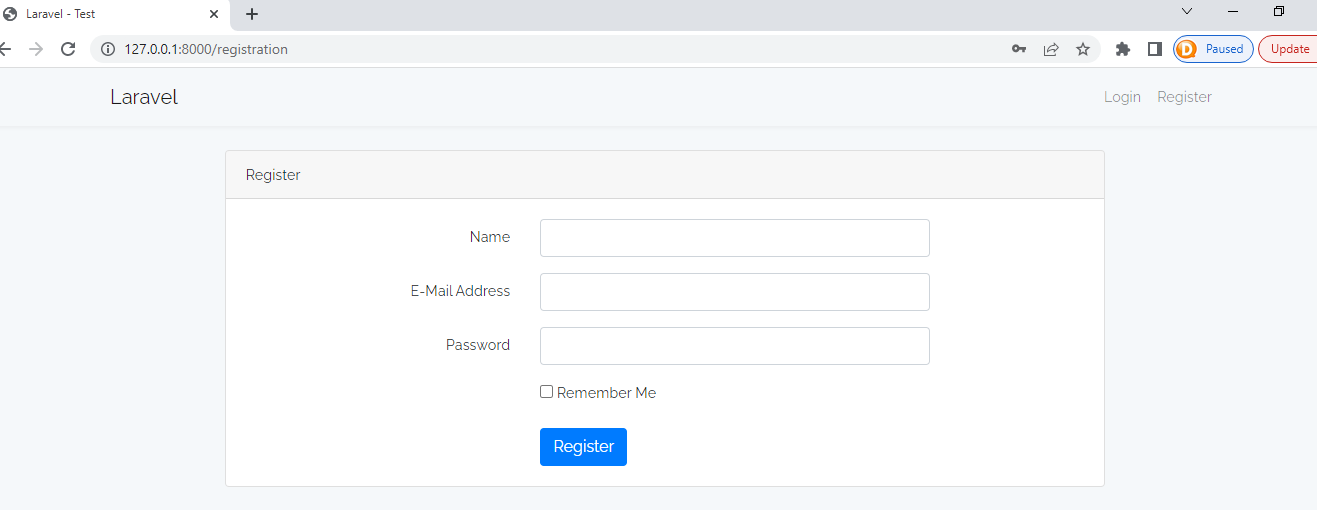 Laravel - Test
127.0.0.1:8000/registration
D Paused Update
Laravel Login Register
Register
Name
E-Mail Address
Password
Remember Me
Register